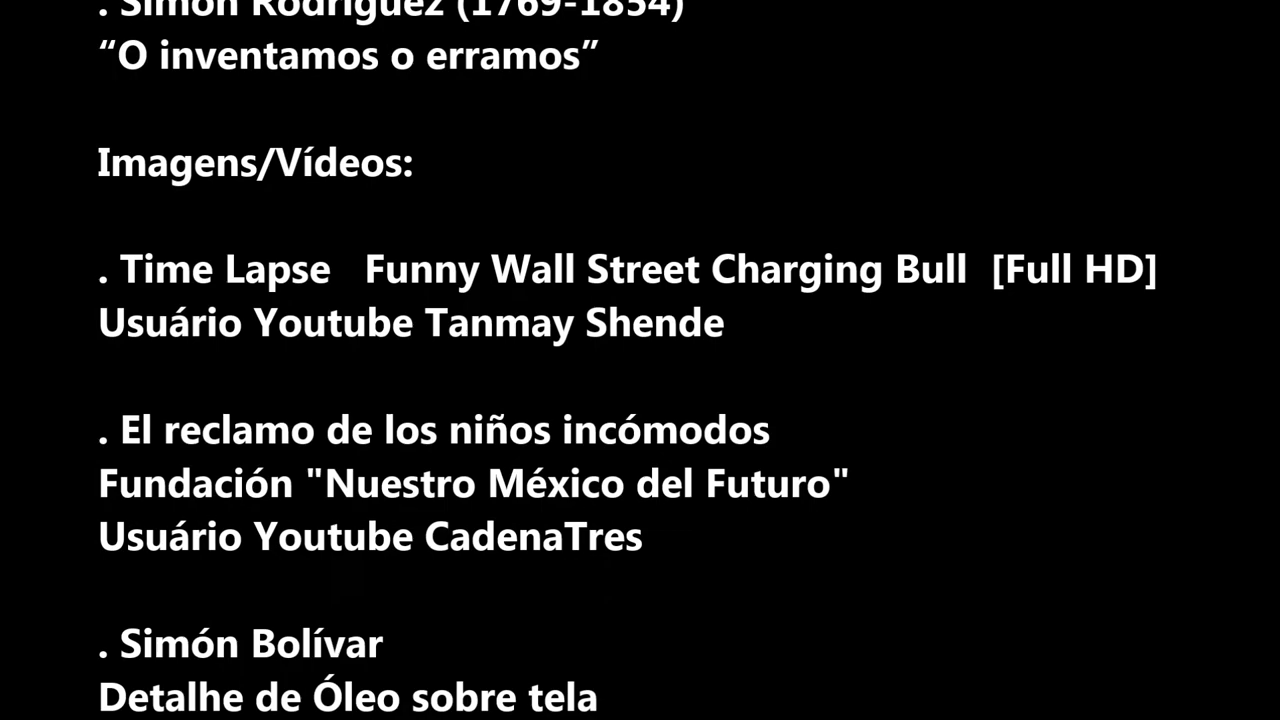 . Simón Rodríguez (1769-1854)
“O inventamos o erramos”
Imagens/Vídeos:
. Time Lapse   Funny Wall Street Charging Bull  [Full HD]
Usuário Youtube Tanmay Shende
. El reclamo de los niños incómodos
Fundación "Nuestro México del Futuro"
Usuário Youtube CadenaTres
. Simón Bolívar
Detalhe de Óleo sobre tela